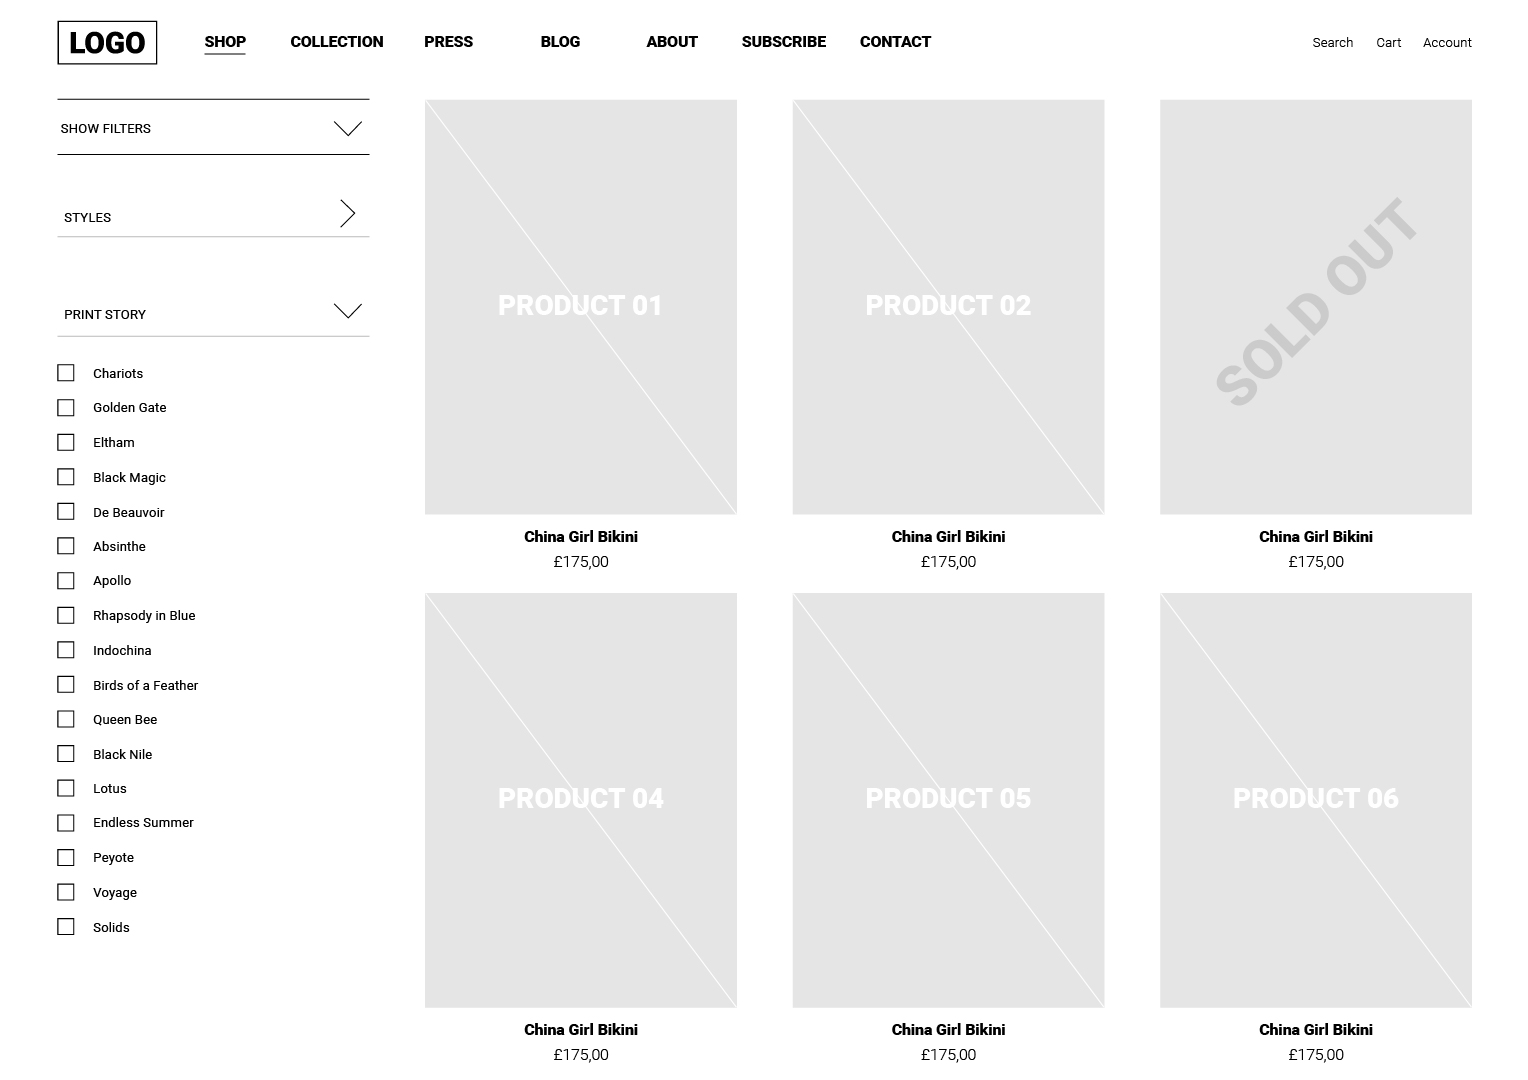 LOGO
SHOP
COLLECTION
PRESS
BLOG
ABOUT
SUBSCRIBE
CONTACT
Search
Cart
Account
SHOW FILTERS
STYLES
PRINT STORY
Chariots
Golden Gate
Eltham
Black Magic
De Beauvoir
Absinthe
Apollo
Rhapsody in Blue
Indochina
Birds of a Feather
Queen Bee
Black Nile
Lotus
Endless Summer
Peyote
Voyage
Solids
PRODUCT 01
China Girl Bikini
£175,00
PRODUCT 02
China Girl Bikini
£175,00
SOLD OUT
China Girl Bikini
£175,00
PRODUCT 04
China Girl Bikini
£175,00
PRODUCT 05
China Girl Bikini
£175,00
PRODUCT 06
China Girl Bikini
£175,00